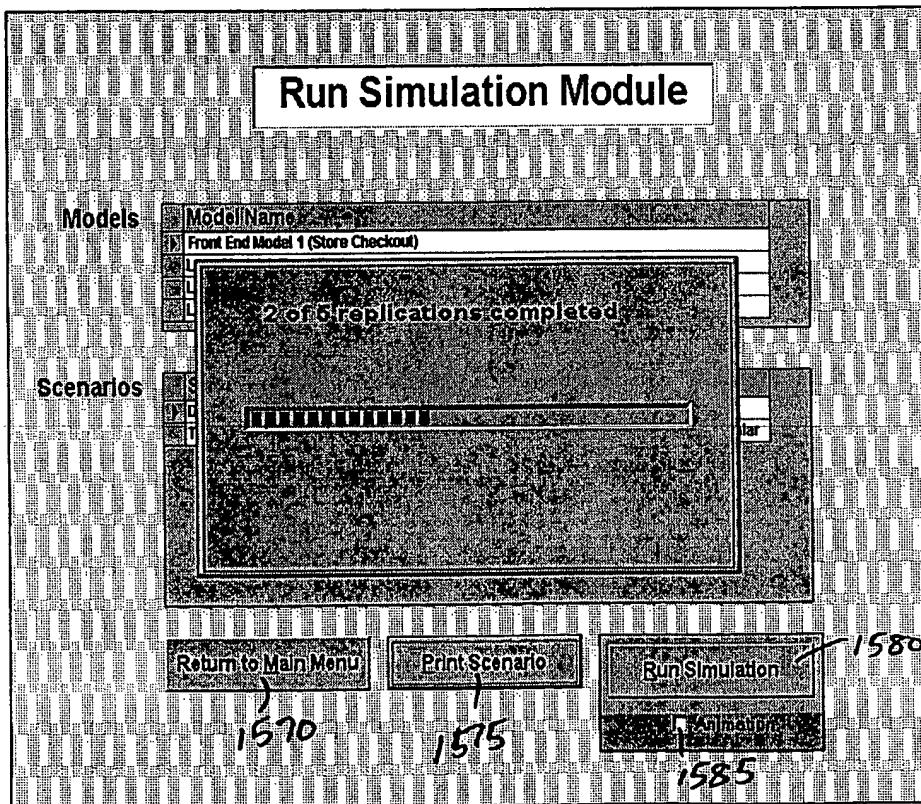 Run Simulation Module
Models
Model Name
Front End Model 1 (Store Checkout)
2 of 5 replications completed
Scenarios
Return to Main Menu
Print Scenario
Run Simulation
Animation
1580
1570
1575
1585